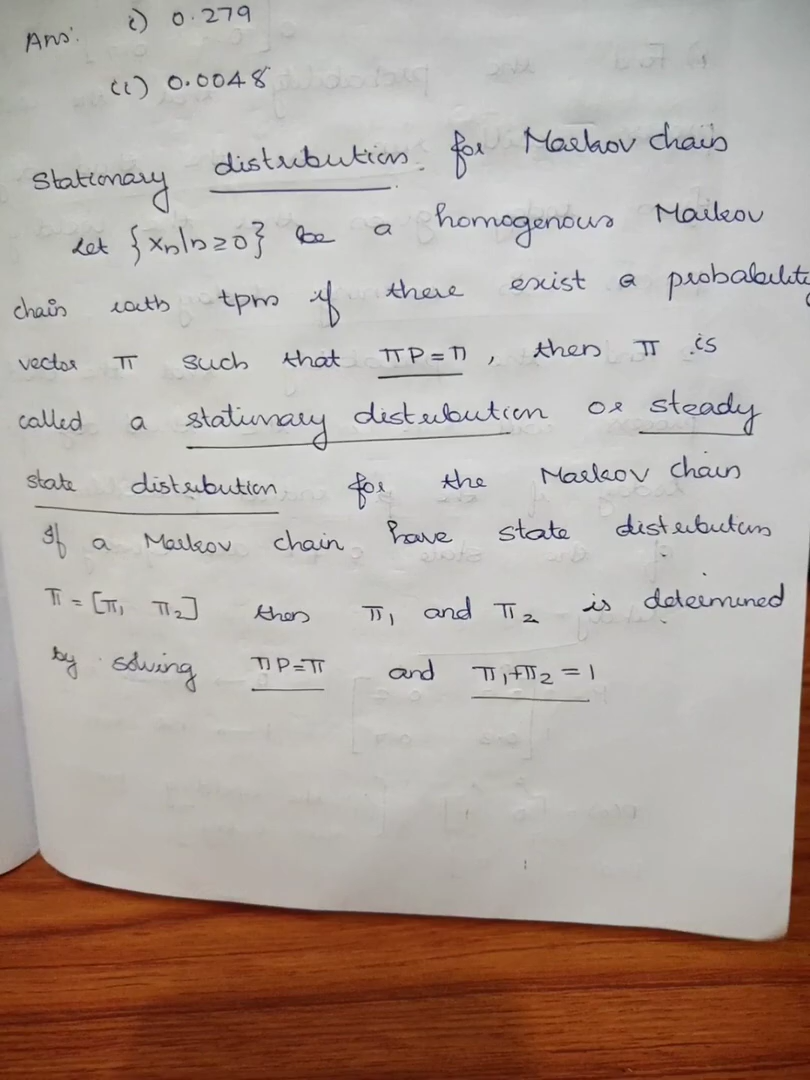 Ans: i) 0.279
(ii) 0.0048
Stationary distribution for Markov chain
Let {Xn|n≥0} be a homogenous Markov
chain with tpm if there exist a probability
vector π such that πP=π, then π is
called a stationary distribution or steady
state distribution for the Markov chain
If a Markov chain have state distribution
π = [π₁ π₂] then π₁ and π₂ is determined
by solving πP=π and π₁+π₂=1